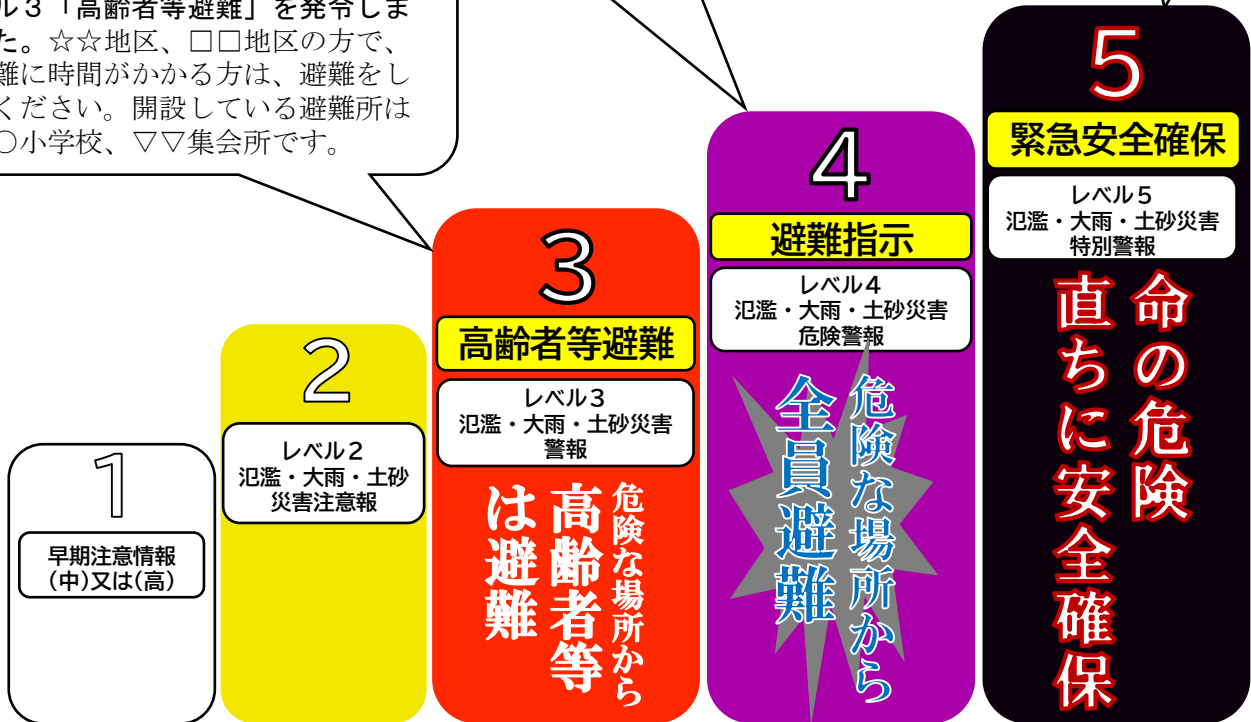 ル３「高齢者等避難」を発令しま
た。☆☆地区、□□地区の方で、
難に時間がかかる方は、避難をし
ください。開設している避難所は
○小学校、▽▽集会所です。
1
早期注意情報
(中)又は(高)
2
レベル2
氾濫・大雨・土砂
災害注意報
3
高齢者等避難
レベル3
氾濫・大雨・土砂災害
警報
危険な場所から
高齢者等
は避難
4
避難指示
レベル4
氾濫・大雨・土砂災害
危険警報
危険な場所から
全員避難
5
緊急安全確保
レベル5
氾濫・大雨・土砂災害
特別警報
命の危険
直ちに安全確保